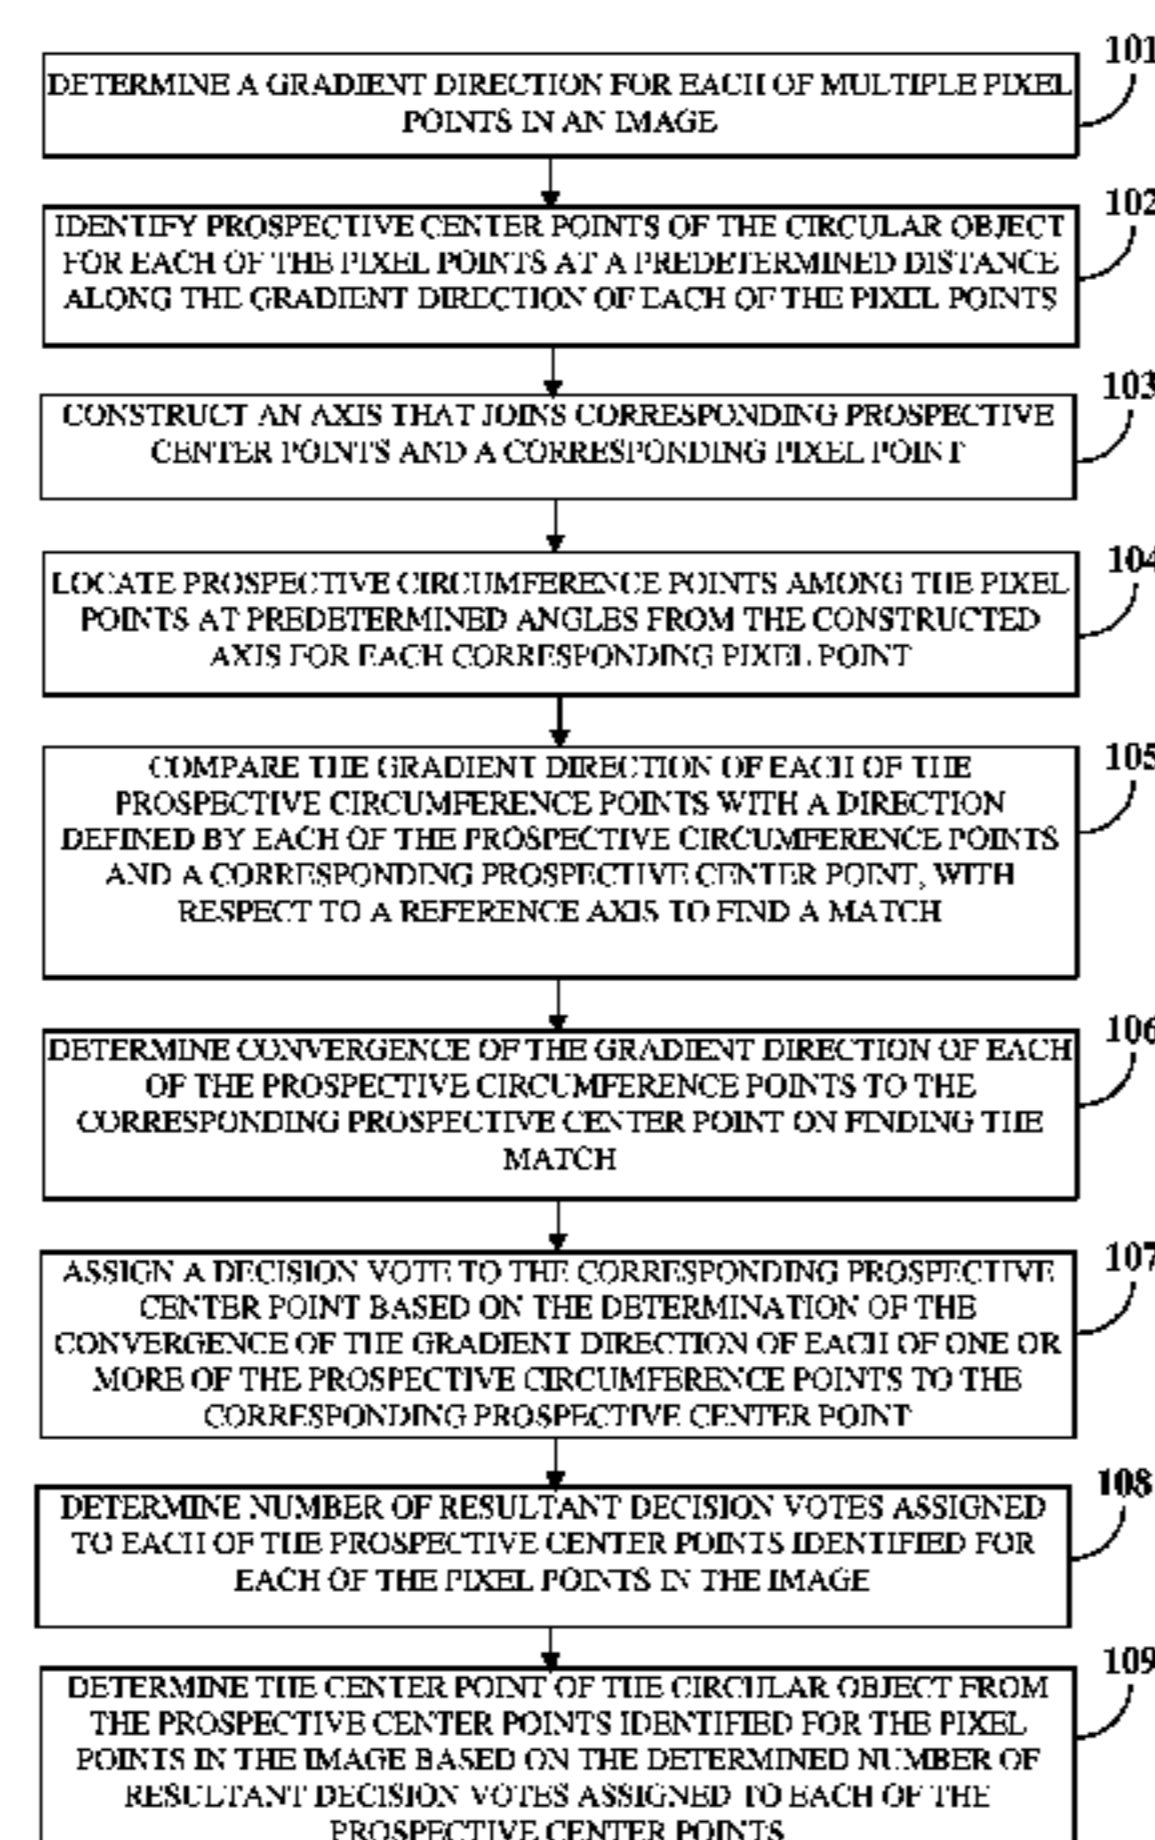 101
DETERMINE A GRADIENT DIRECTION FOR EACH OF MULTIPLE PIXEL
POINTS IN AN IMAGE
102
IDENTIFY PROSPECTIVE CENTER POINTS OF THE CIRCULAR OBJECT
FOR EACH OF THE PIXEL POINTS AT A PREDETERMINED DISTANCE
ALONG THE GRADIENT DIRECTION OF EACH OF THE PIXEL POINTS
103
CONSTRUCT AN AXIS THAT JOINS CORRESPONDING PROSPECTIVE
CENTER POINTS AND A CORRESPONDING PIXEL POINT
104
LOCATE PROSPECTIVE CIRCUMFERENCE POINTS AMONG THE PIXEL
POINTS AT PREDETERMINED ANGLES FROM THE CONSTRUCTED
AXIS FOR EACH CORRESPONDING PIXEL POINT
105
COMPARE THE GRADIENT DIRECTION OF EACH OF THE
PROSPECTIVE CIRCUMFERENCE POINTS WITH A DIRECTION
DEFINED BY EACH OF THE PROSPECTIVE CIRCUMFERENCE POINTS
AND A CORRESPONDING PROSPECTIVE CENTER POINT, WITH
RESPECT TO A REFERENCE AXIS TO FIND A MATCH
106
DETERMINE CONVERGENCE OF THE GRADIENT DIRECTION OF EACH
OF THE PROSPECTIVE CIRCUMFERENCE POINTS TO THE
CORRESPONDING PROSPECTIVE CENTER POINT ON FINDING THE
MATCH
107
ASSIGN A DECISION VOTE TO THE CORRESPONDING PROSPECTIVE
CENTER POINT BASED ON THE DETERMINATION OF THE
CONVERGENCE OF THE GRADIENT DIRECTION OF EACH OF ONE OR
MORE OF THE PROSPECTIVE CIRCUMFERENCE POINTS TO THE
CORRESPONDING PROSPECTIVE CENTER POINT
108
DETERMINE NUMBER OF RESULTANT DECISION VOTES ASSIGNED
TO EACH OF THE PROSPECTIVE CENTER POINTS IDENTIFIED FOR
EACH OF THE PIXEL POINTS IN THE IMAGE
109
DETERMINE THE CENTER POINT OF THE CIRCULAR OBJECT FROM
THE PROSPECTIVE CENTER POINTS IDENTIFIED FOR THE PIXEL
POINTS IN THE IMAGE BASED ON THE DETERMINED NUMBER OF
RESULTANT DECISION VOTES ASSIGNED TO EACH OF THE
PROSPECTIVE CENTER POINTS